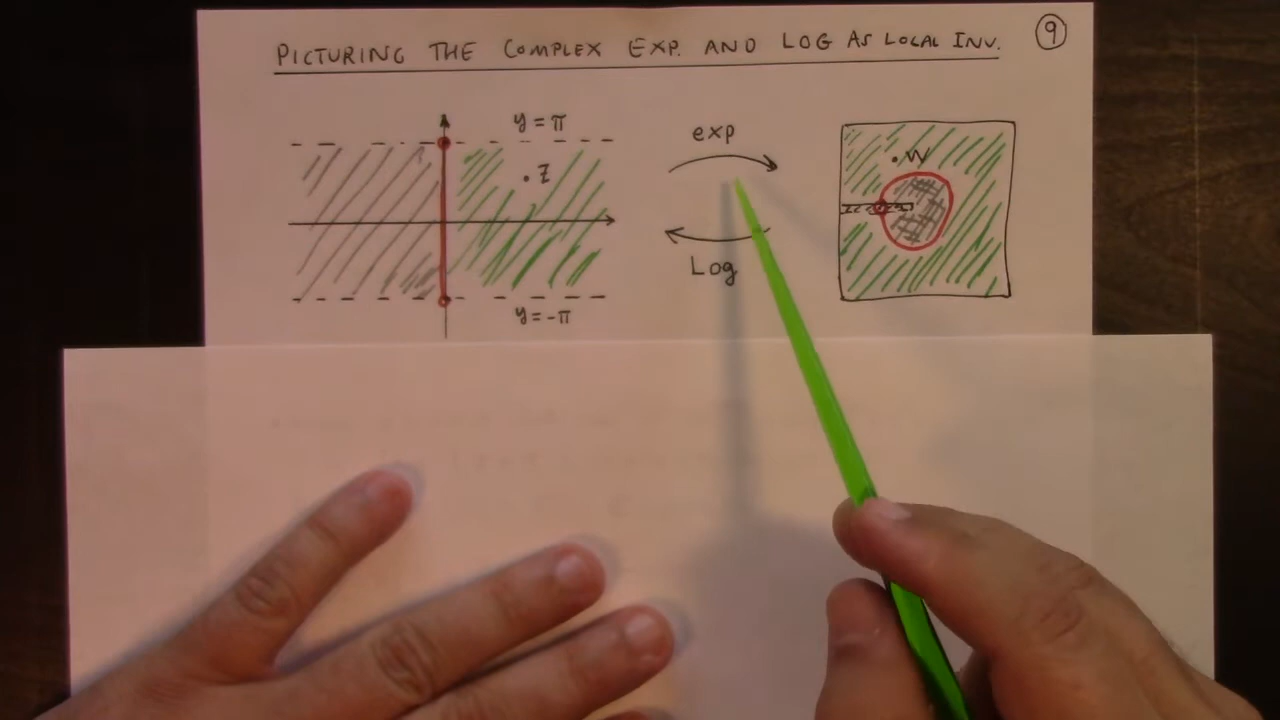 PICTURING THE COMPLEX EXP. AND LOG AS LOCAL INV.
9
y = π
exp
.W
.Z
Log
y = -π